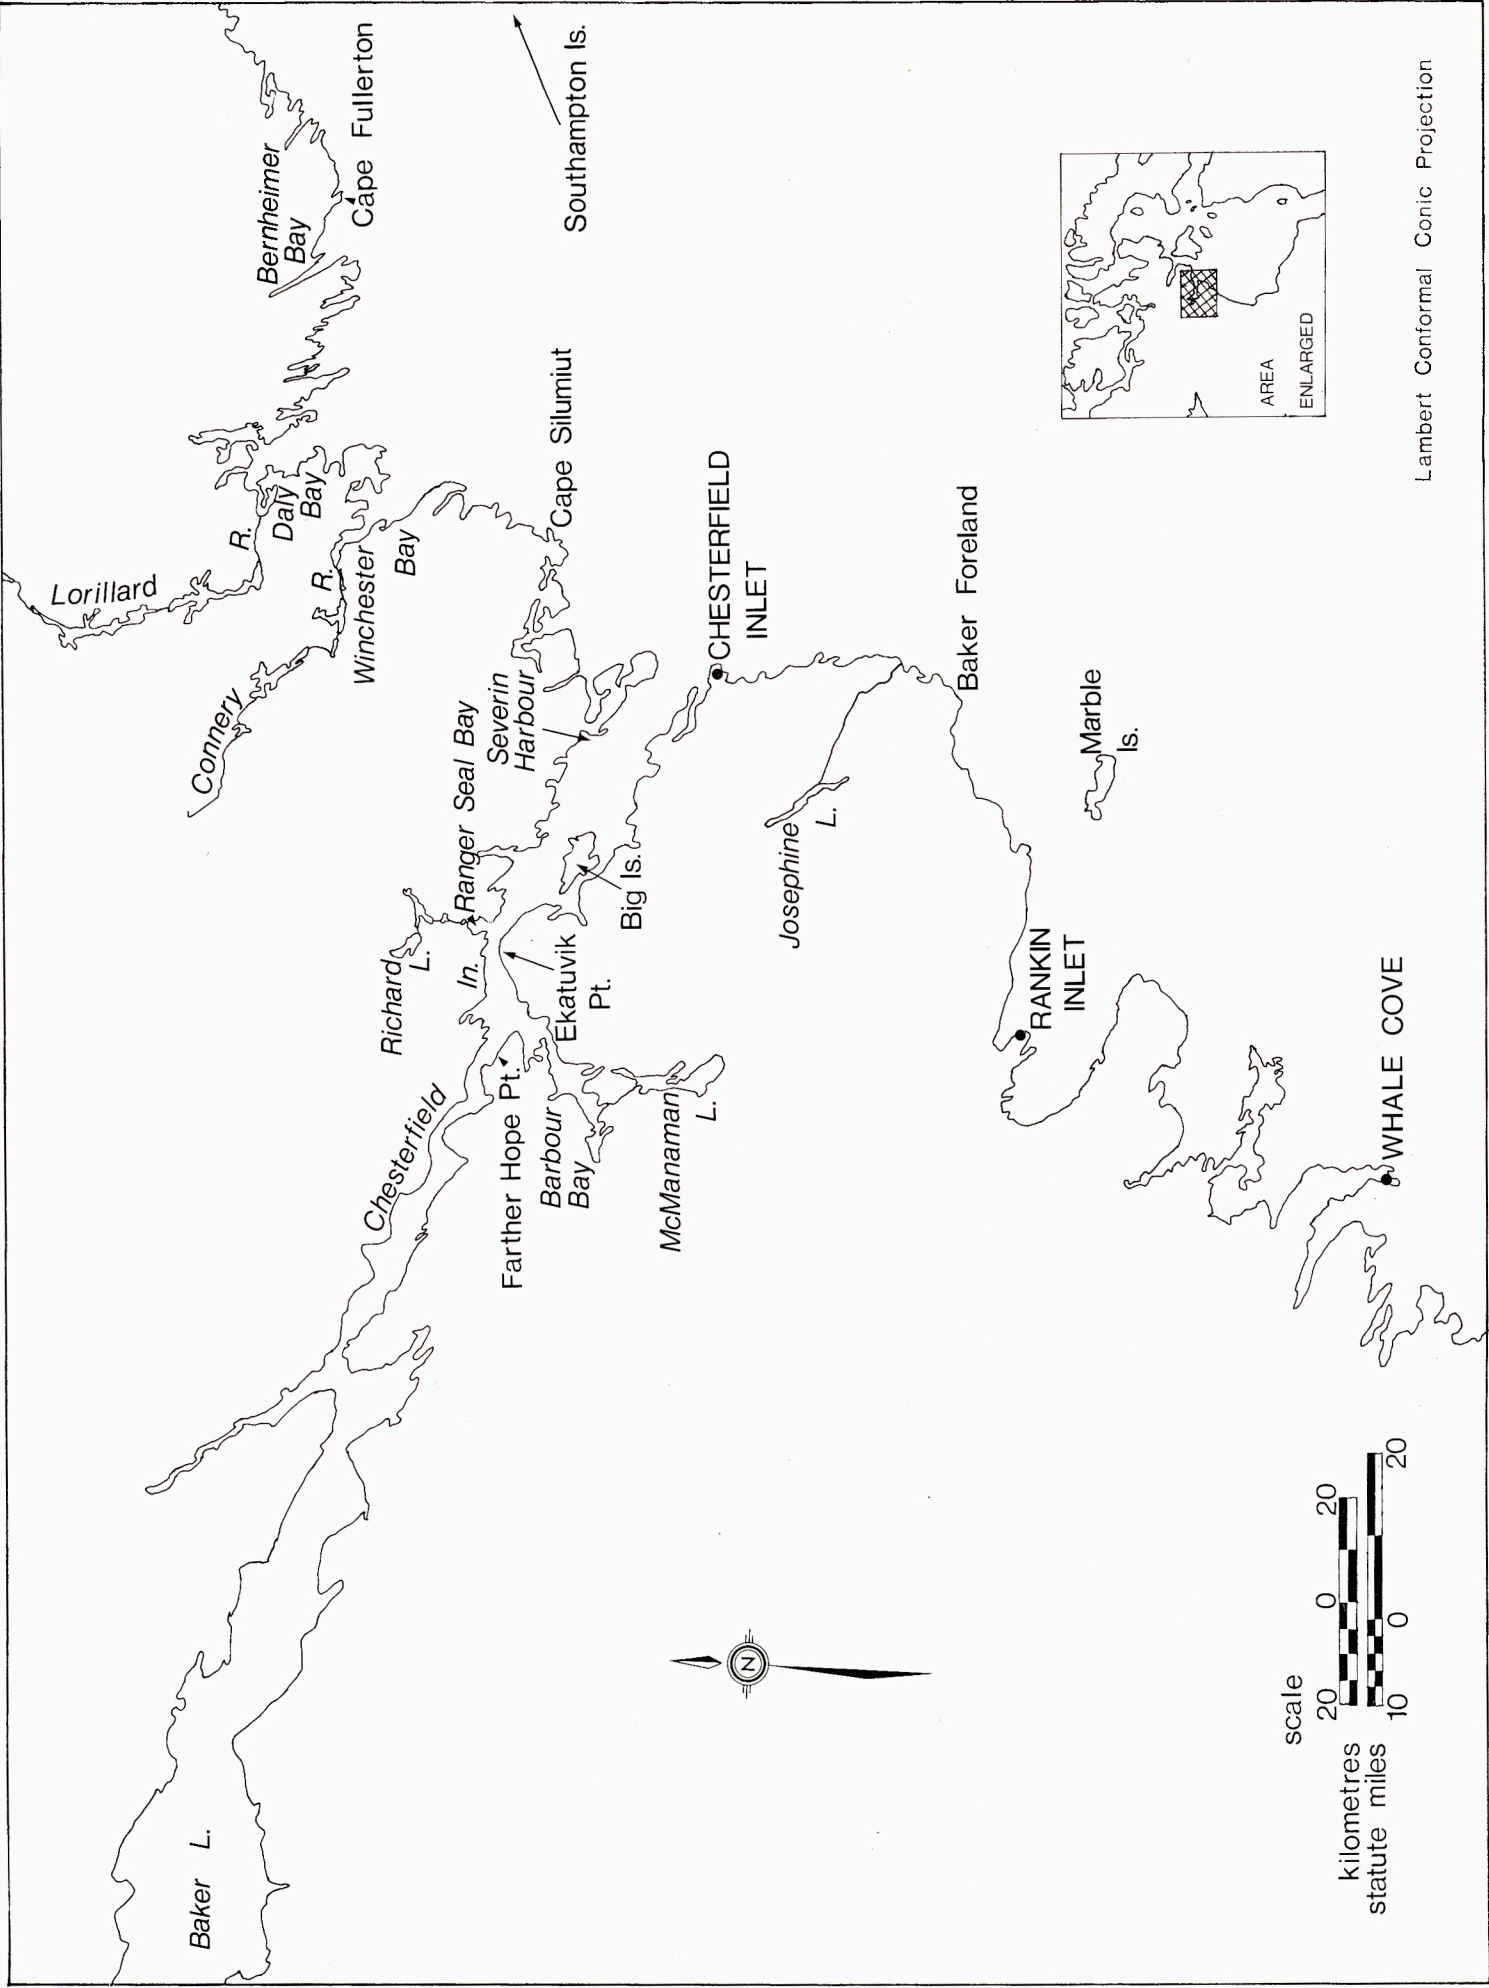 Lorillard
R.
Connery
R.
Daly
Bay
Winchester
Bay
Bernheimer
Bay
Cape Fullerton
Southampton Is.
Cape Silumiut
Baker L.
Chesterfield
In.
Richard
L.
Ranger Seal Bay
Severin
Harbour
CHESTERFIELD
INLET
Farther Hope Pt.
Ekatuvik
Pt.
Big Is.
Barbour
Bay
McManaman
L.
Josephine
L.
Baker Foreland
Marble
Is.
RANKIN
INLET
WHALE COVE
N
AREA
ENLARGED
scale
kilometres
20 0 20
statute miles
10 0 20
Lambert Conformal Conic Projection